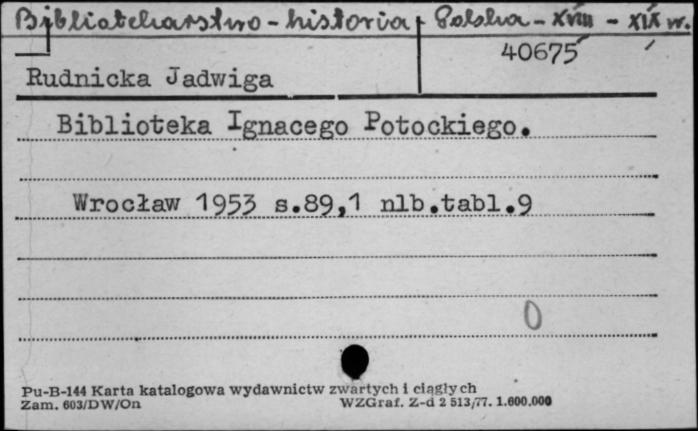 Bibliotekarstwo - historia, Polska - XVIII - XIX w.
40675
Rudnicka Jadwiga
Biblioteka Ignacego Potockiego.
Wrocław 1953 s.89,1 nlb.tabl.9
0
Pu-B-144 Karta katalogowa wydawnictw zwartych i ciągłych
Zam. 603/DW/On WZGraf. Z-d 2 513/77. 1.600.000